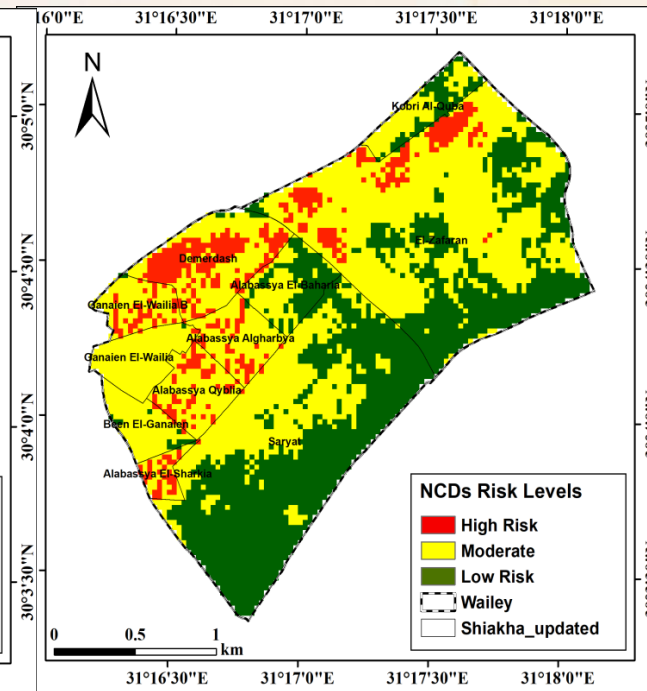 16'0"E 31°16'30"E 31°17'0"E 31°17'30"E 31°18'0"E
N
30°5'0"N
30°4'30"N
30°4'0"N
30°3'30"N
Kobri Al-Quba
El-Zafaran
Demerdash
Alabassya El-Baharia
Ganaien El-Wailia B
Alabassya Algharbya
Ganaien El-Wailia
Alabassya Qyblia
Been El-Ganaien
Saryat
Alabassya El-Sharkia
NCDs Risk Levels
High Risk
Moderate
Low Risk
Wailey
Shiakha_updated
0 0.5 1
km
31°16'30"E 31°17'0"E 31°17'30"E 31°18'0"E